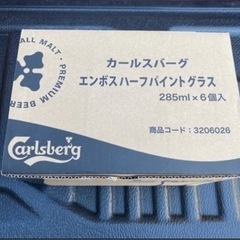 ALL MALT • PREMIUM BEER
カールスバーグ
エンボスハーフパイントグラス
285ml×6個入
商品コード：3206026
Carlsberg